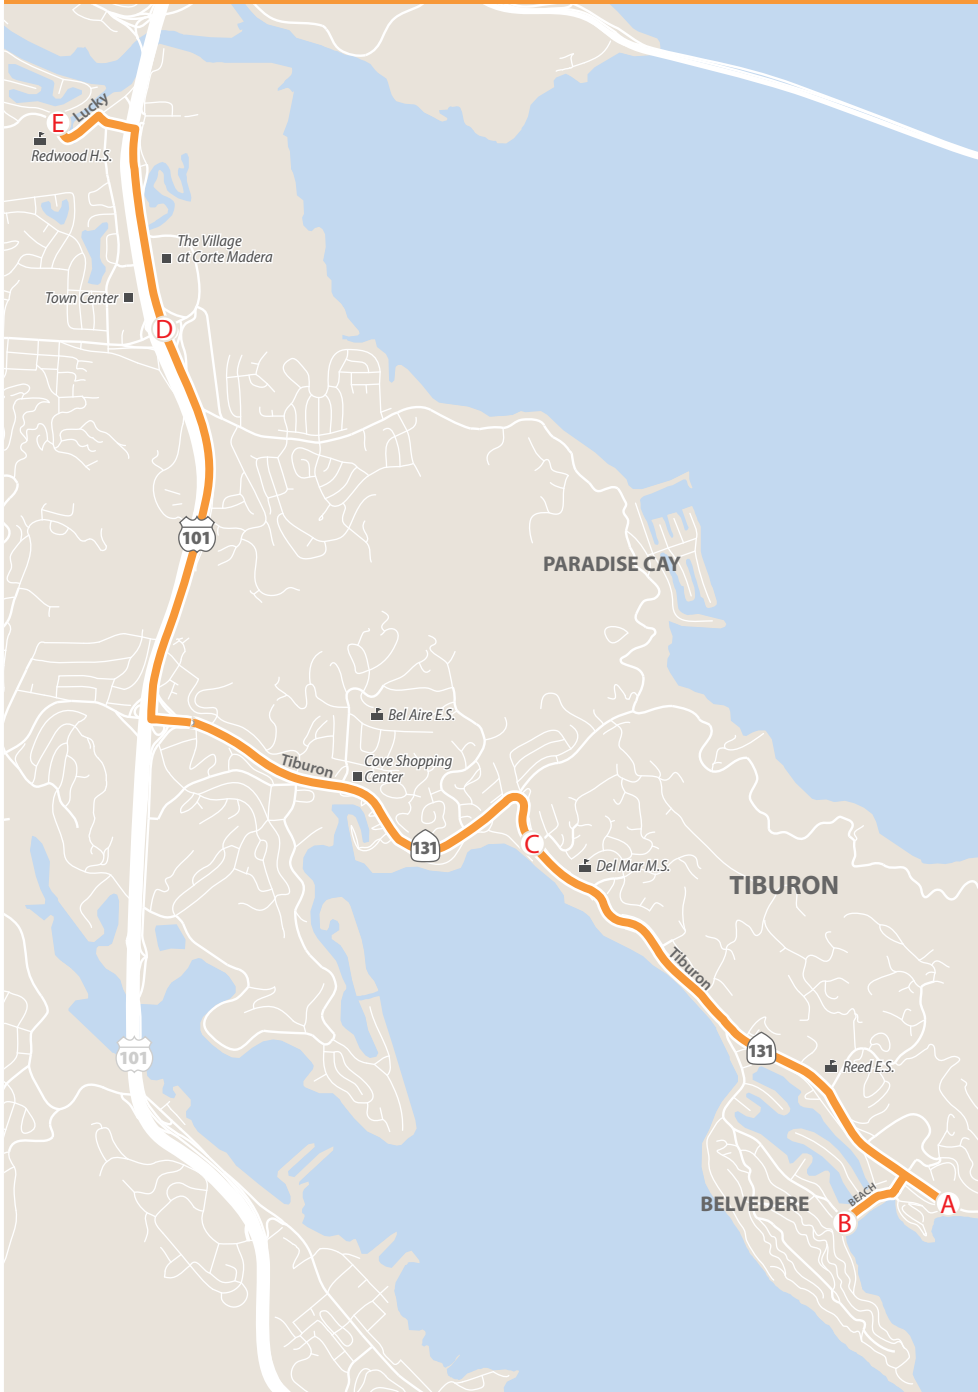 Lucky
E
Redwood H.S.
The Village
at Corte Madera
Town Center
D
101
PARADISE CAY
Bel Aire E.S.
Tiburon
Cove Shopping
Center
131
C
Del Mar M.S.
TIBURON
Tiburon
131
101
Reed E.S.
BEACH
BELVEDERE
A
B